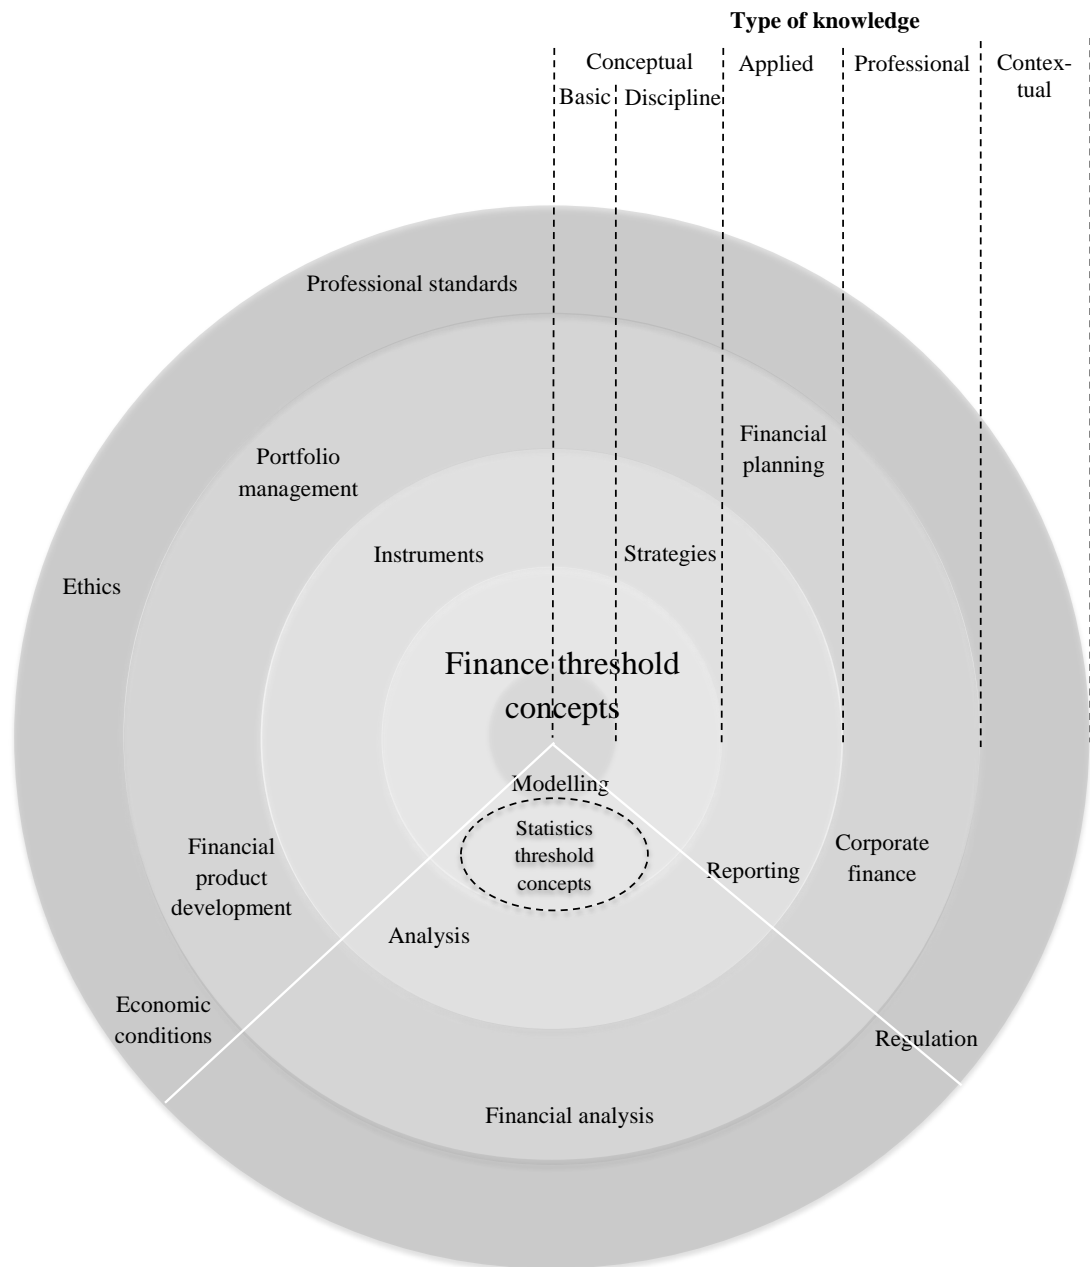 Type of knowledge
Conceptual
Applied
Professional
Contex-
tual
Basic
Discipline
Professional standards
Financial
planning
Portfolio
management
Instruments
Strategies
Ethics
Finance threshold
concepts
Modelling
Statistics
threshold
concepts
Financial
product
development
Corporate
finance
Reporting
Analysis
Economic
conditions
Regulation
Financial analysis